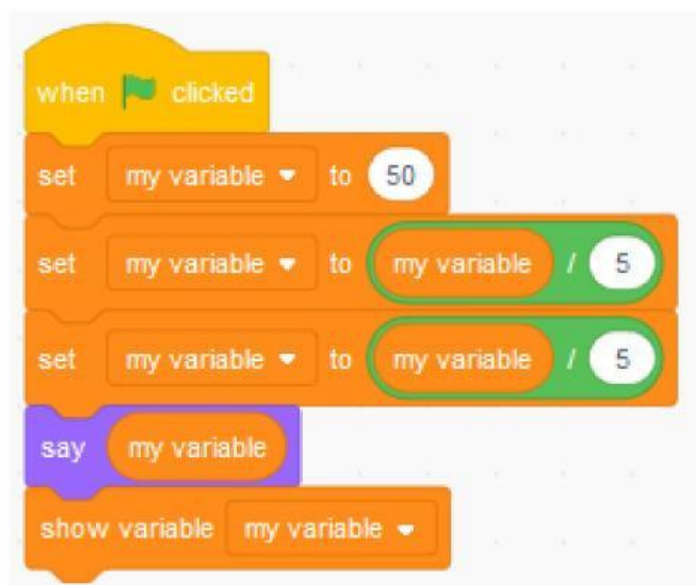 when clicked
set my variable to 50
set my variable to my variable / 5
set my variable to my variable / 5
say my variable
show variable my variable